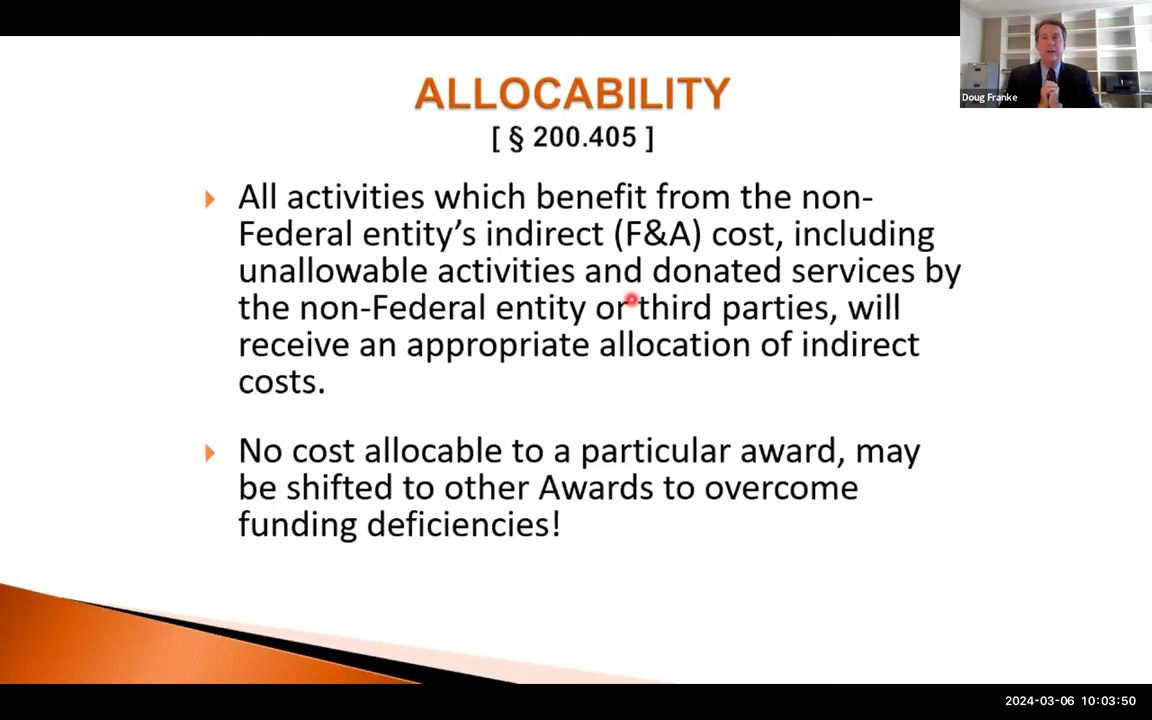 ALLOCABILITY
[ § 200.405 ]
All activities which benefit from the non-
Federal entity’s indirect (F&A) cost, including
unallowable activities and donated services by
the non-Federal entity or third parties, will
receive an appropriate allocation of indirect
costs.
No cost allocable to a particular award, may
be shifted to other Awards to overcome
funding deficiencies!
Doug Franke
2024-03-06 10:03:50